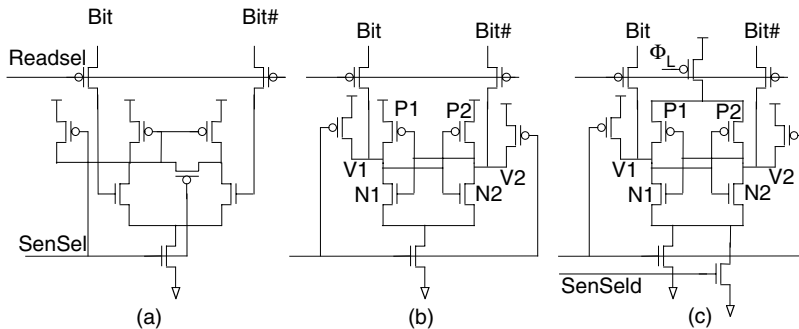 Bit Bit#
Readsel
SenSel
(a)
Bit Bit#
P1 P2
V1 V2
N1 N2
(b)
Bit Bit#
ΦL
P1 P2
V1 V2
N1 N2
SenSeld
(c)